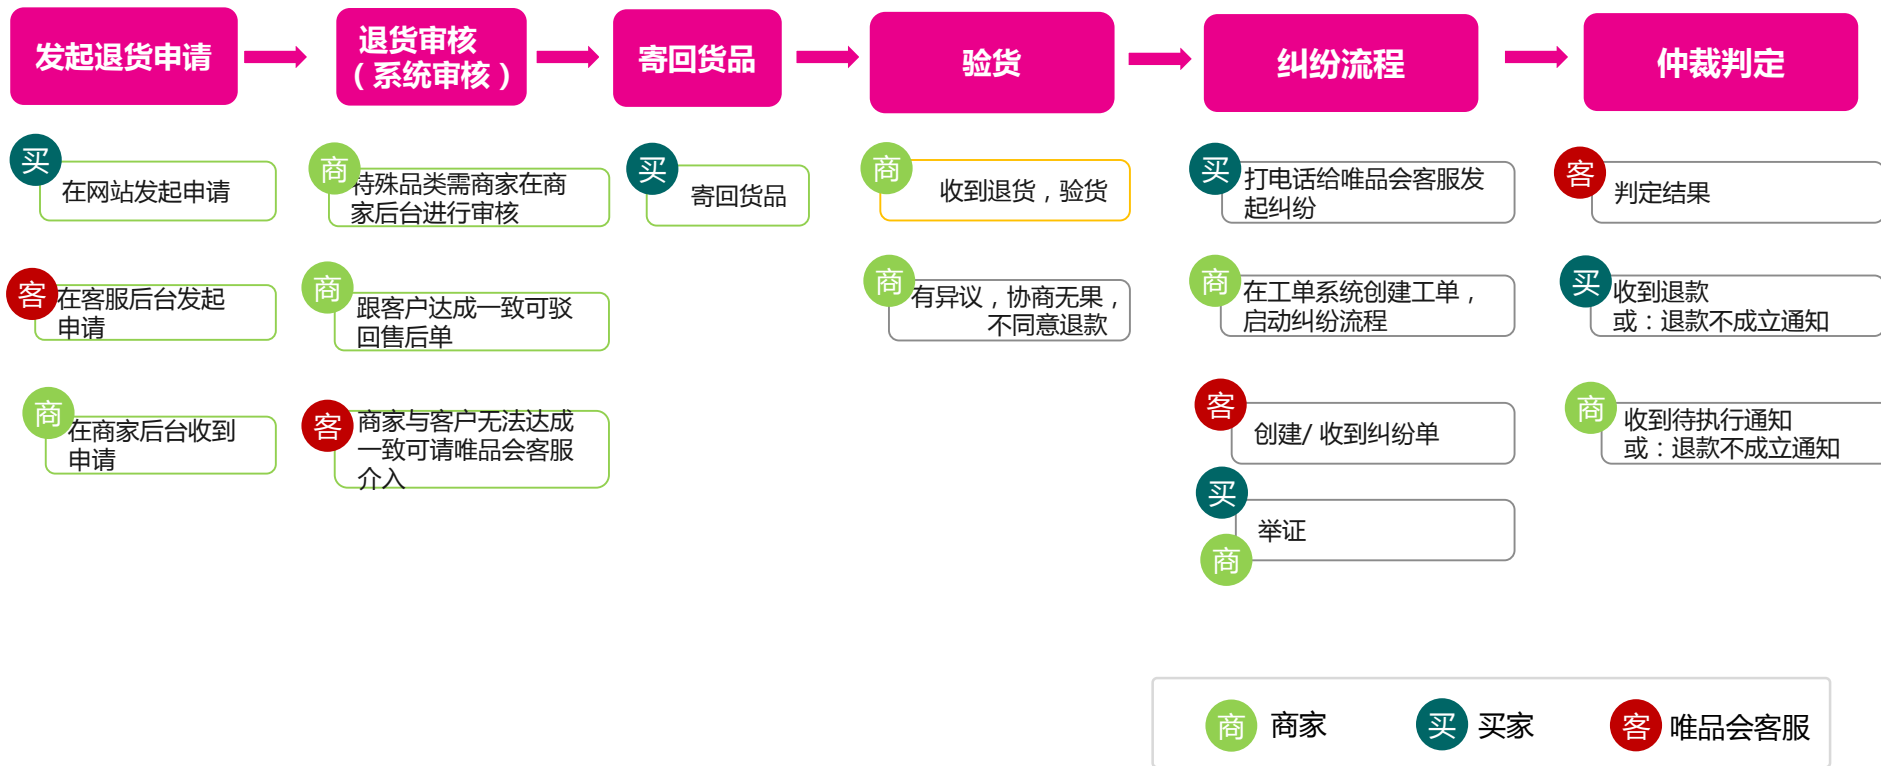 发起退货申请
退货审核
（系统审核）
寄回货品
验货
纠纷流程
仲裁判定
买
在网站发起申请
客
在客服后台发起
申请
商
在商家后台收到
申请
商
特殊品类需商家在商
家后台进行审核
商
跟客户达成一致可驳
回售后单
客
商家与客户无法达成
一致可请唯品会客服
介入
买
寄回货品
商
收到退货，验货
商
有异议，协商无果，
不同意退款
买
打电话给唯品会客服发
起纠纷
商
在工单系统创建工单，
启动纠纷流程
客
创建/ 收到纠纷单
买
举证
商
客
判定结果
买
收到退款
或：退款不成立通知
商
收到待执行通知
或：退款不成立通知
商 商家
买 买家
客 唯品会客服